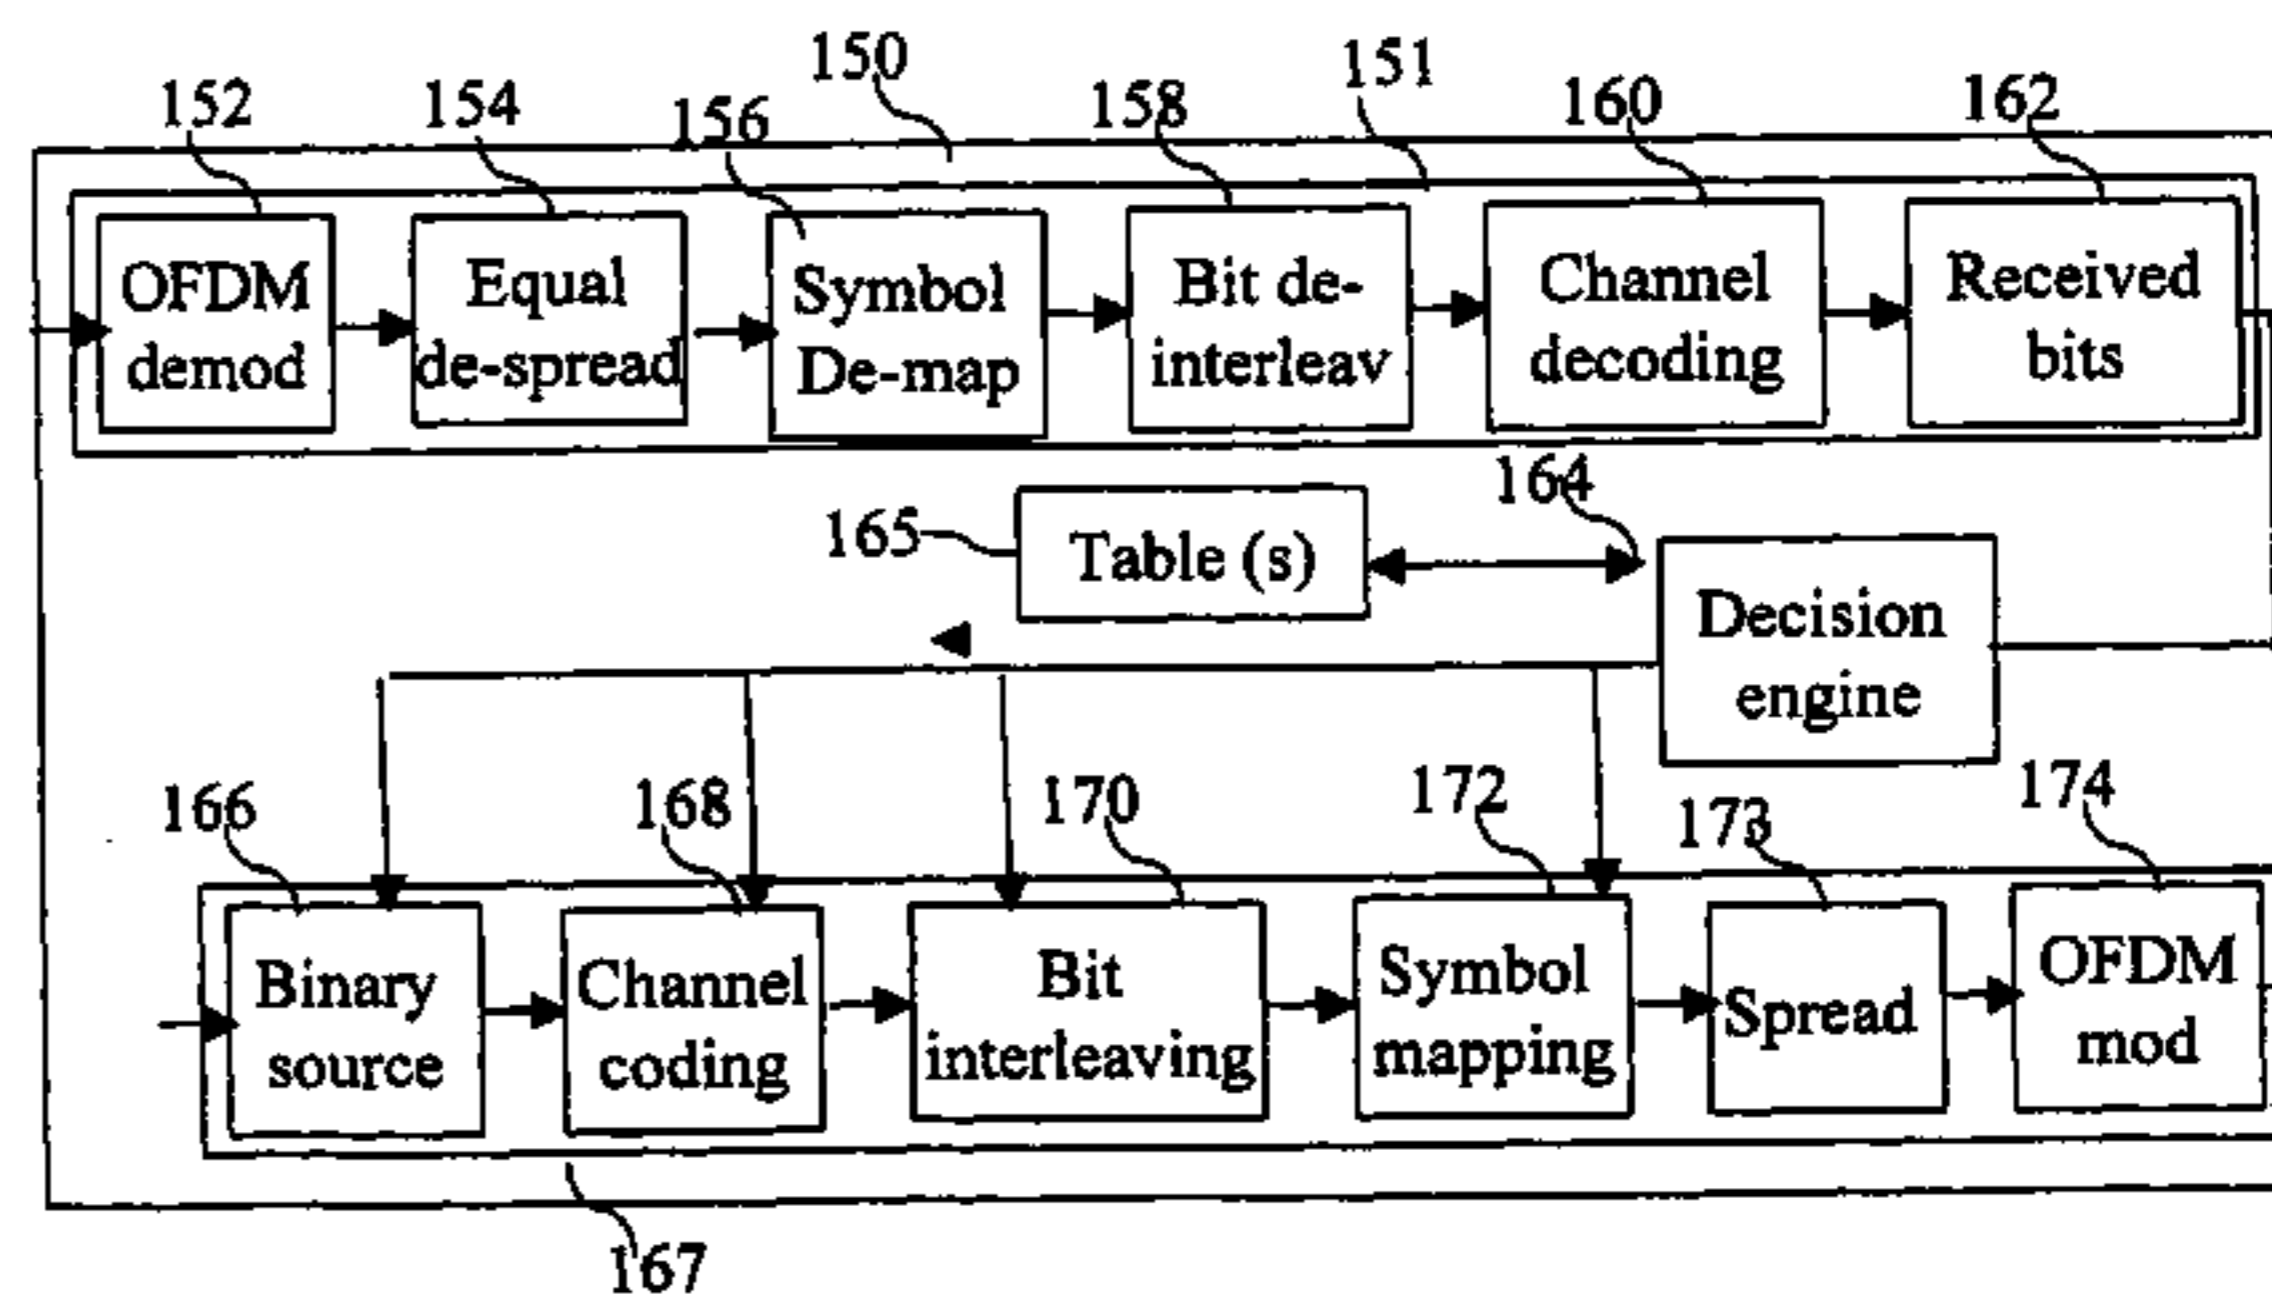 150
151
152
154
156
158
160
162
OFDM
demod
Equal
de-spread
Symbol
De-map
Bit de-
interleav
Channel
decoding
Received
bits
165
Table (s)
164
Decision
engine
166
168
170
172
173
174
Binary
source
Channel
coding
Bit
interleaving
Symbol
mapping
Spread
OFDM
mod
167